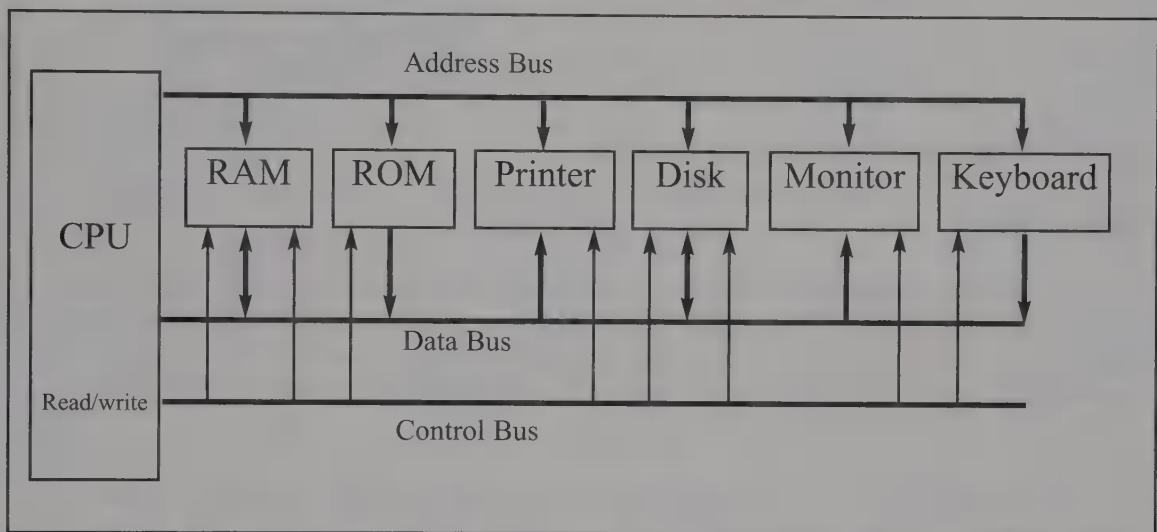 Address Bus
RAM
ROM
Printer
Disk
Monitor
Keyboard
CPU
Data Bus
Read/write
Control Bus